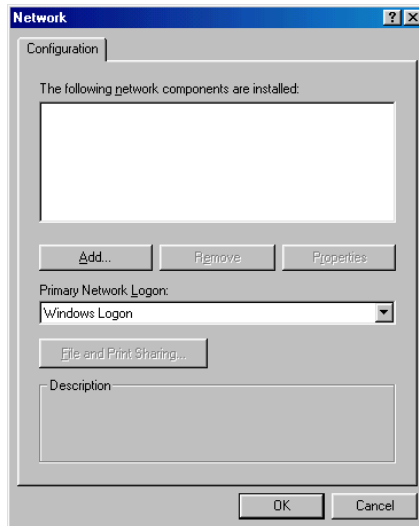 Network
Configuration
The following network components are installed:
Add...
Remove
Properties
Primary Network Logon:
Windows Logon
File and Print Sharing...
Description
OK
Cancel